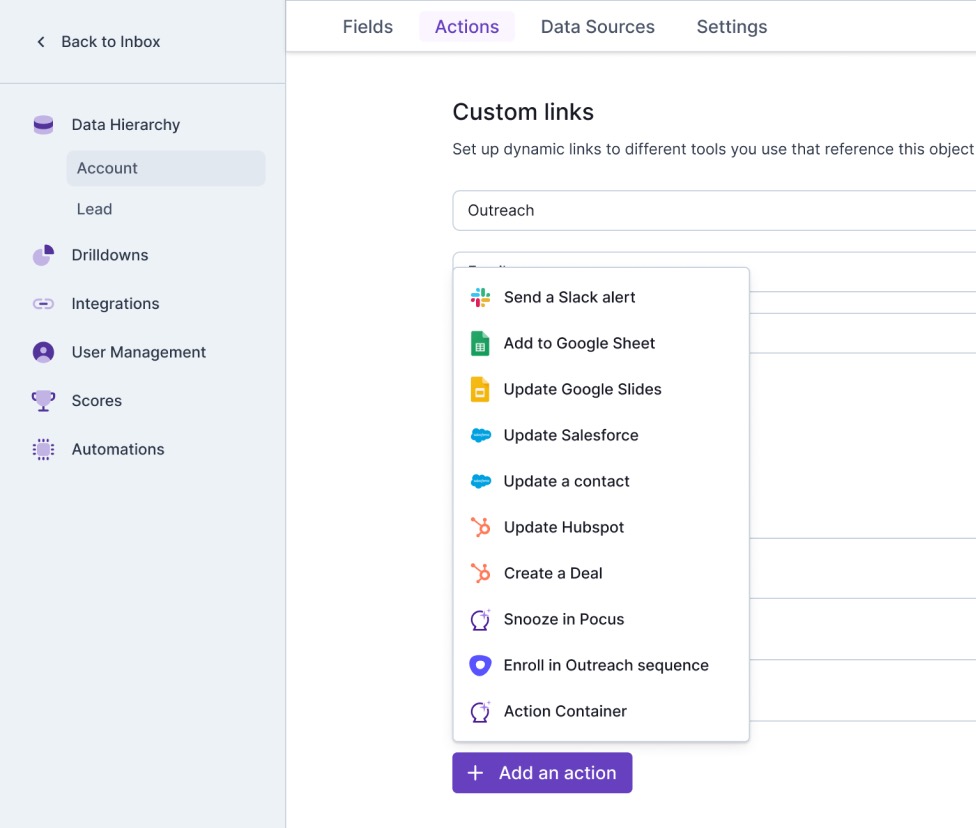 Back to Inbox
Data Hierarchy
Account
Lead
Drilldowns
Integrations
User Management
Scores
Automations
Fields
Actions
Data Sources
Settings
Custom links
Set up dynamic links to different tools you use that reference this object
Outreach
Send a Slack alert
Add to Google Sheet
Update Google Slides
Update Salesforce
Update a contact
Update Hubspot
Create a Deal
Snooze in Pocus
Enroll in Outreach sequence
Action Container
+ Add an action